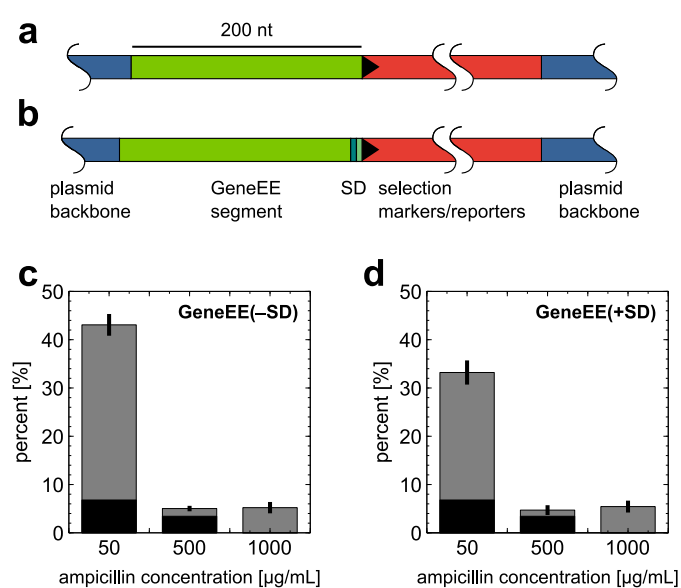 a
200 nt
b
plasmid backbone
GeneEE segment
SD
selection markers/reporters
plasmid backbone
c
GeneEE(–SD)
percent [%]
50
40
30
20
10
0
50 500 1000
ampicillin concentration [µg/mL]
d
GeneEE(+SD)
percent [%]
50
40
30
20
10
0
50 500 1000
ampicillin concentration [µg/mL]